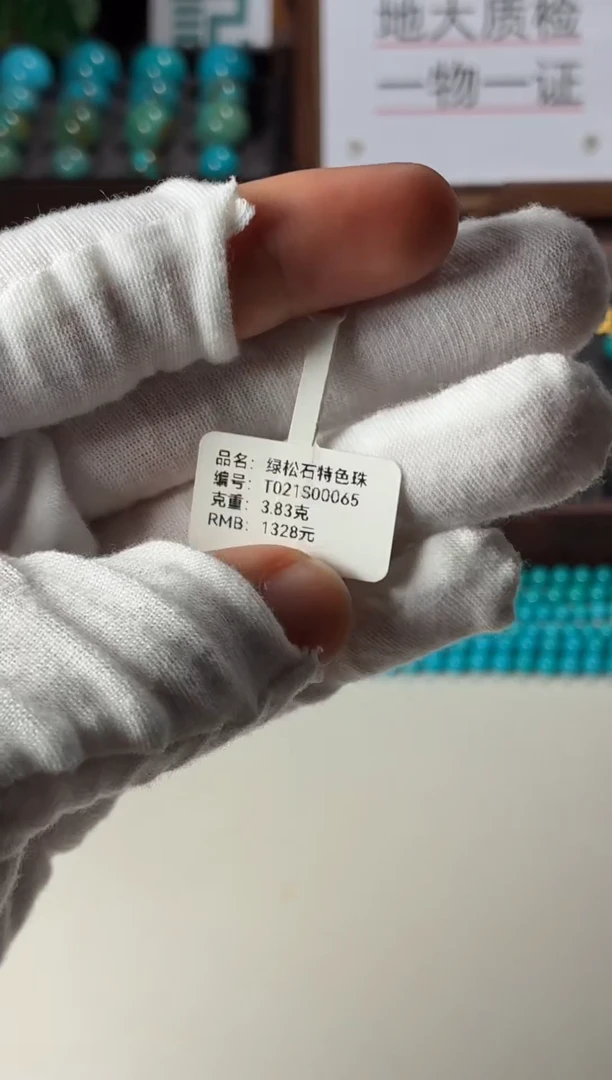 地大质检
一物一证
品名：绿松石特色珠
编号：T021S00065
克重：3.83克
RMB：1328元